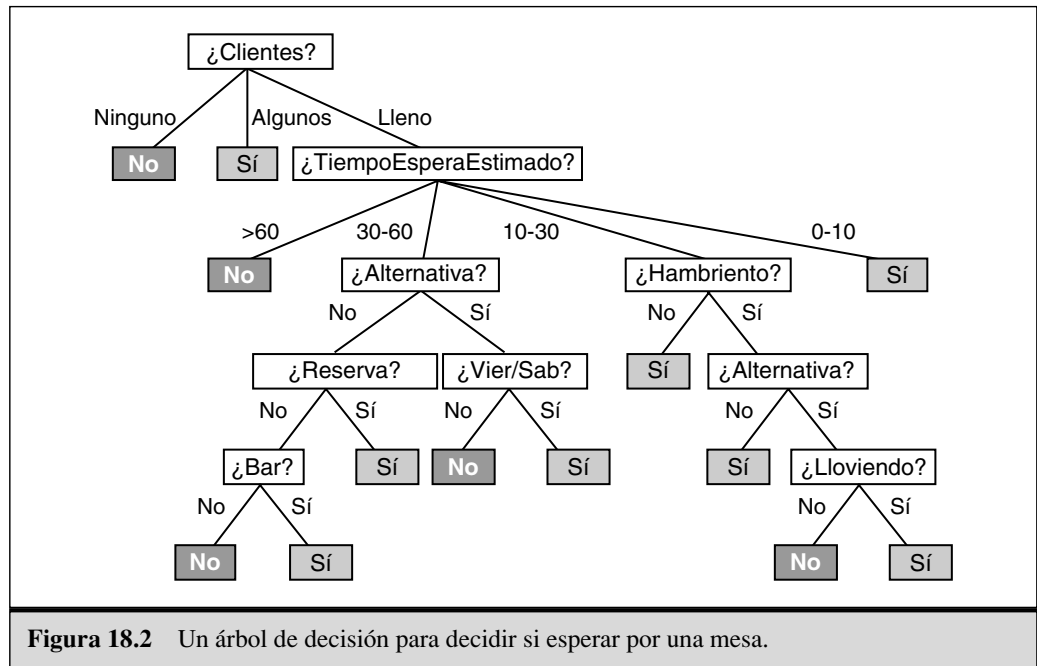 ¿Clientes?
Ninguno Algunos Lleno
No Sí ¿TiempoEsperaEstimado?
>60 30-60 10-30 0-10
No ¿Alternativa? ¿Hambriento? Sí
No Sí No Sí
¿Reserva? ¿Vier/Sab? Sí ¿Alternativa?
No Sí No Sí No Sí
¿Bar? Sí No Sí Sí ¿Lloviendo?
No Sí No Sí
No Sí No Sí
Figura 18.2 Un árbol de decisión para decidir si esperar por una mesa.